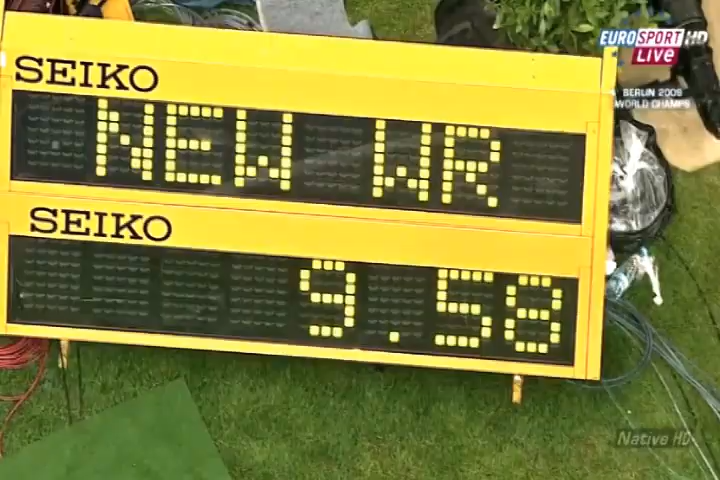 EUROSPORT HD
LIVE
BERLIN 2009
WORLD CHAMPS
SEIKO
NEW WR
SEIKO
9.58
Native HD